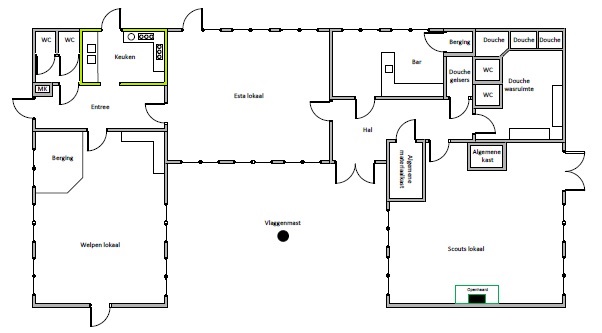 WC
WC
Keuken
MK
Entree
Esta lokaal
Bar
Berging
Douche
Douche
Douche
Douche
geisers
WC
WC
Douche
wasruimte
Hal
Algemene
materiaalkast
Algemene
kast
Berging
Welpen lokaal
Vlaggenmast
Scouts lokaal
Openhaard